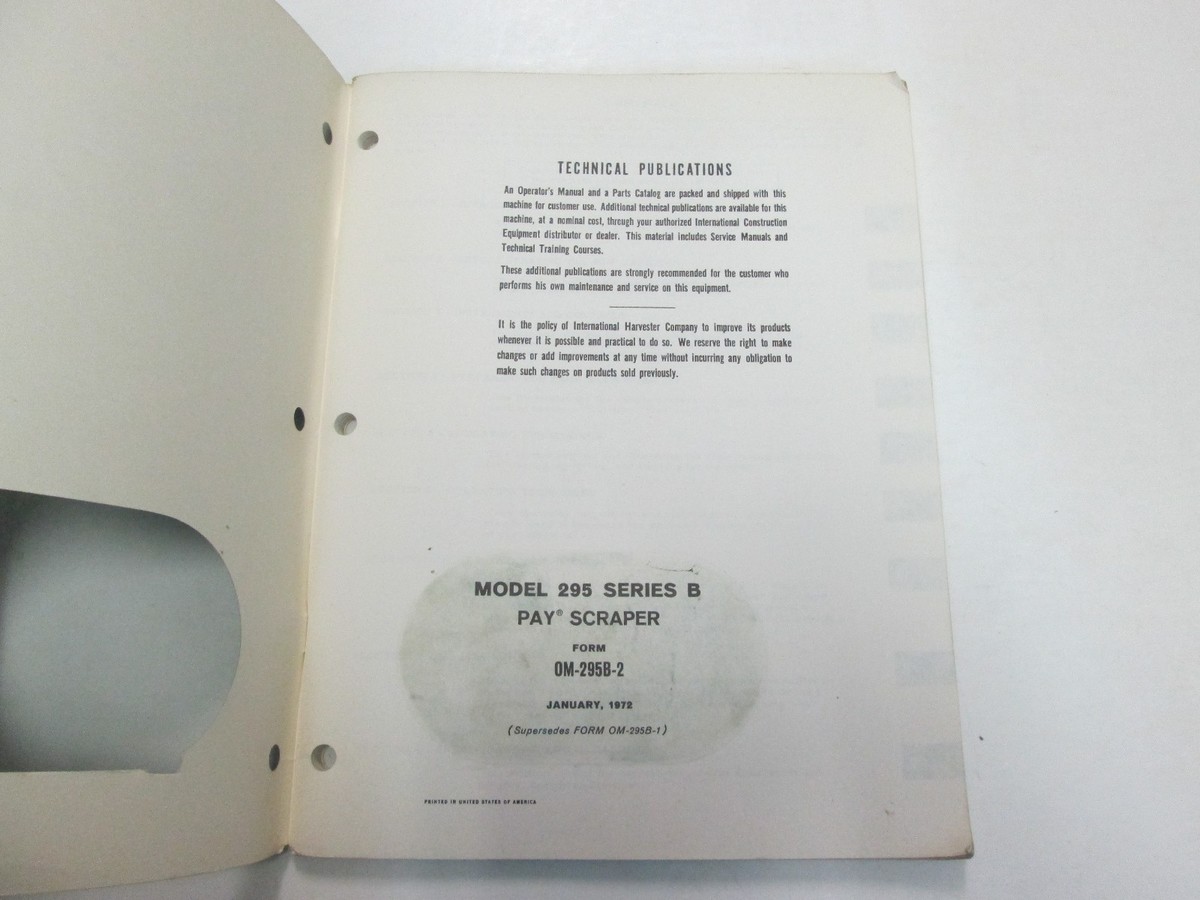 TECHNICAL PUBLICATIONS
An Operator's Manual and a Parts Catalog are packed and shipped with this
machine for customer use. Additional technical publications are available for this
machine, at a nominal cost, through your authorized International Construction
Equipment distributor or dealer. This material includes Service Manuals and
Technical Training Courses.
These additional publications are strongly recommended for the customer who
performs his own maintenance and service on this equipment.
It is the policy of International Harvester Company to improve its products
whenever it is possible and practical to do so. We reserve the right to make
changes or add improvements at any time without incurring any obligation to
make such changes on products sold previously.
MODEL 295 SERIES B
PAY® SCRAPER
FORM
OM-295B-2
JANUARY, 1972
(Supersedes FORM OM-295B-1)
PRINTED IN UNITED STATES OF AMERICA